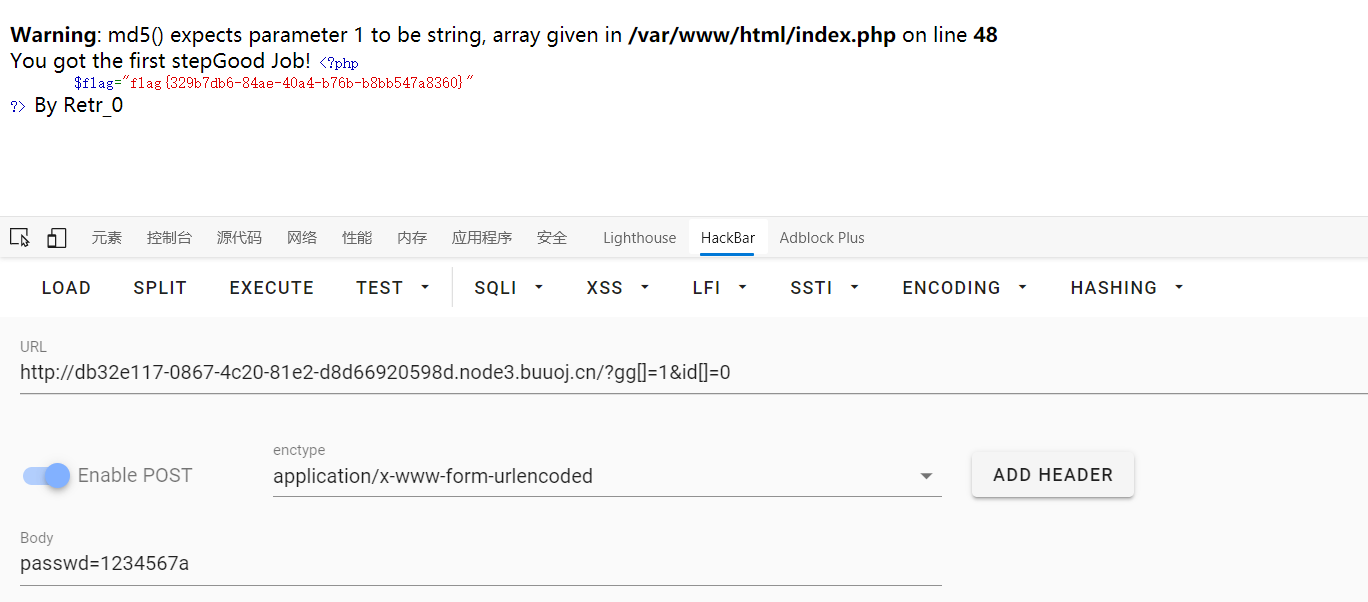 Warning: md5() expects parameter 1 to be string, array given in /var/www/html/index.php on line 48
You got the first stepGood Job! <?php
$flag="flag{329b7db6-84ae-40a4-b76b-b8bb547a8360}"
?> By Retr_0
元素 控制台 源代码 网络 性能 内存 应用程序 安全 Lighthouse HackBar Adblock Plus
LOAD SPLIT EXECUTE TEST SQLI XSS LFI SSTI ENCODING HASHING
URL
http://db32e117-0867-4c20-81e2-d8d66920598d.node3.buuoj.cn/?gg[]=1&id[]=0
enctype
Enable POST application/x-www-form-urlencoded ADD HEADER
Body
passwd=1234567a